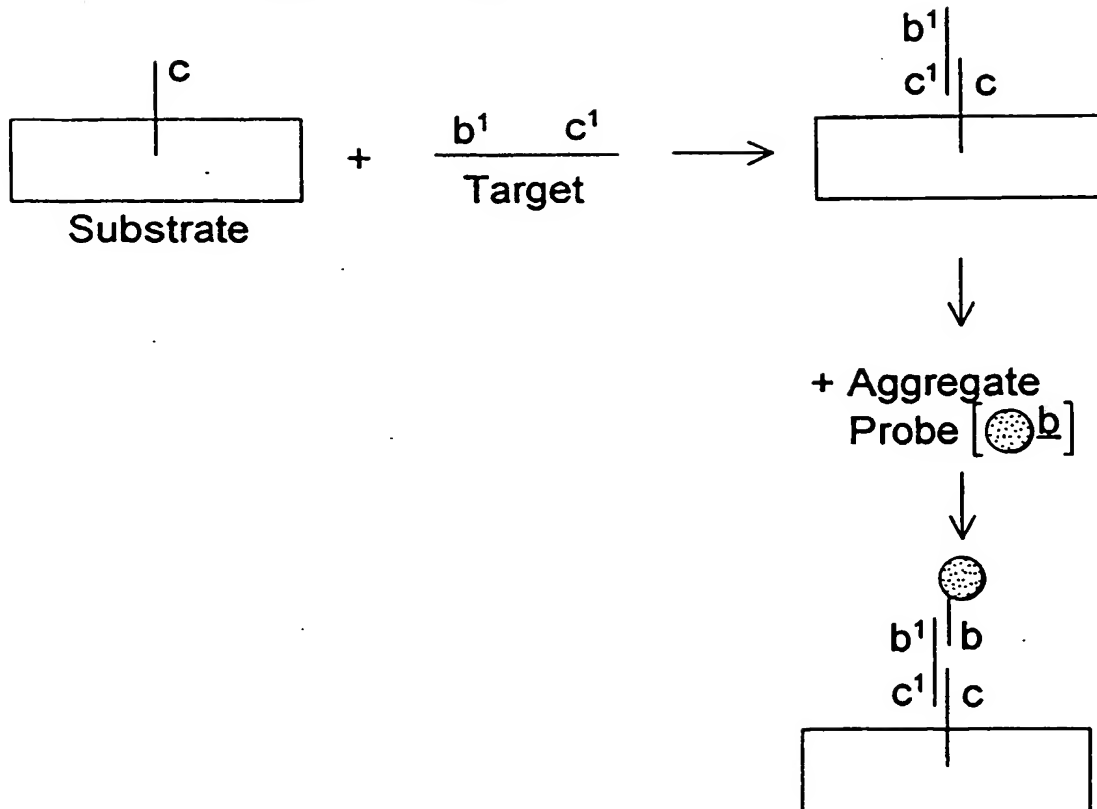 c
Substrate
+
b¹ c¹
Target
b¹
c¹ c
+ Aggregate
Probe [ b]
b¹ b
c¹ c